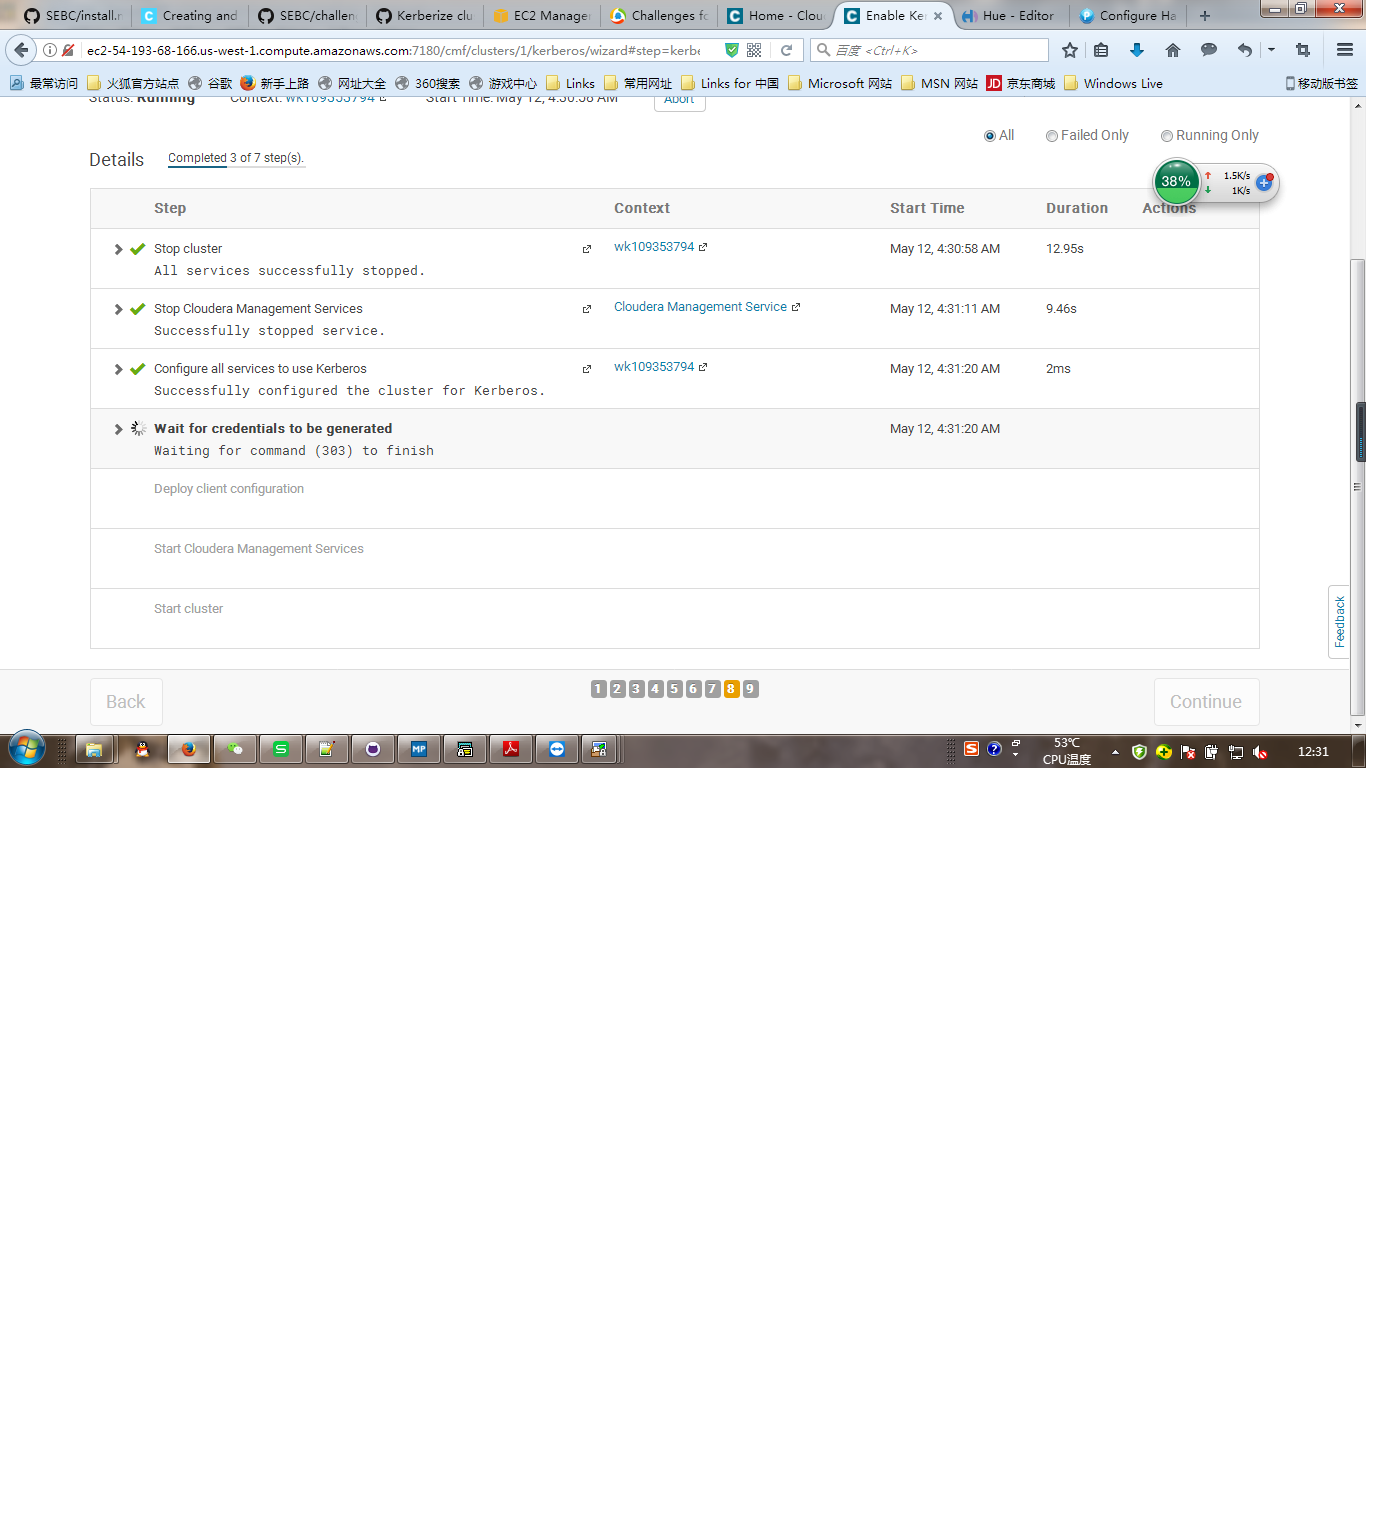 SEBC/install.m
Creating and
SEBC/challen
Kerberize clu
EC2 Manager
Challenges fo
Home - Clou
Enable Ker
Hue - Editor
Configure Ha
ec2-54-193-68-166.us-west-1.compute.amazonaws.com:7180/cmf/clusters/1/kerberos/wizard#step=kerbe
百度 <Ctrl+K>
最常访问
火狐官方站点
谷歌
新手上路
网址大全
360搜索
游戏中心
Links
常用网址
Links for 中国
Microsoft 网站
MSN 网站
JD 京东商城
Windows Live
移动版书签
Status: Running
Context: wk109353794
Start Time: May 12, 4:30:58 AM
Abort
All
Failed Only
Running Only
Details
Completed 3 of 7 step(s).
38%
1.5K/s
1K/s
Step
Context
Start Time
Duration
Actions
Stop cluster
wk109353794
May 12, 4:30:58 AM
12.95s
All services successfully stopped.
Stop Cloudera Management Services
Cloudera Management Service
May 12, 4:31:11 AM
9.46s
Successfully stopped service.
Configure all services to use Kerberos
wk109353794
May 12, 4:31:20 AM
2ms
Successfully configured the cluster for Kerberos.
Wait for credentials to be generated
May 12, 4:31:20 AM
Waiting for command (303) to finish
Deploy client configuration
Start Cloudera Management Services
Start cluster
Feedback
Back
1 2 3 4 5 6 7 8 9
Continue
MP
53℃
CPU温度
12:31